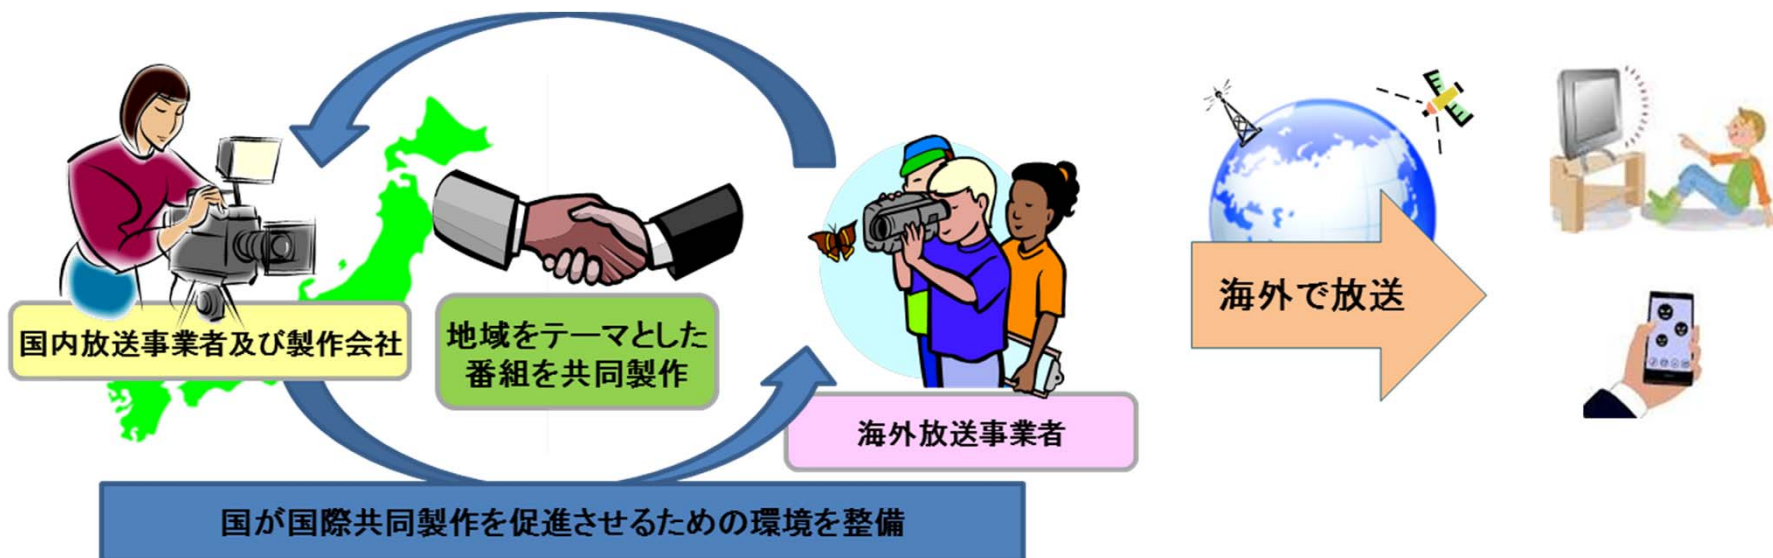 国内放送事業者及び製作会社
地域をテーマとした
番組を共同製作
海外放送事業者
国が国際共同製作を促進させるための環境を整備
海外で放送